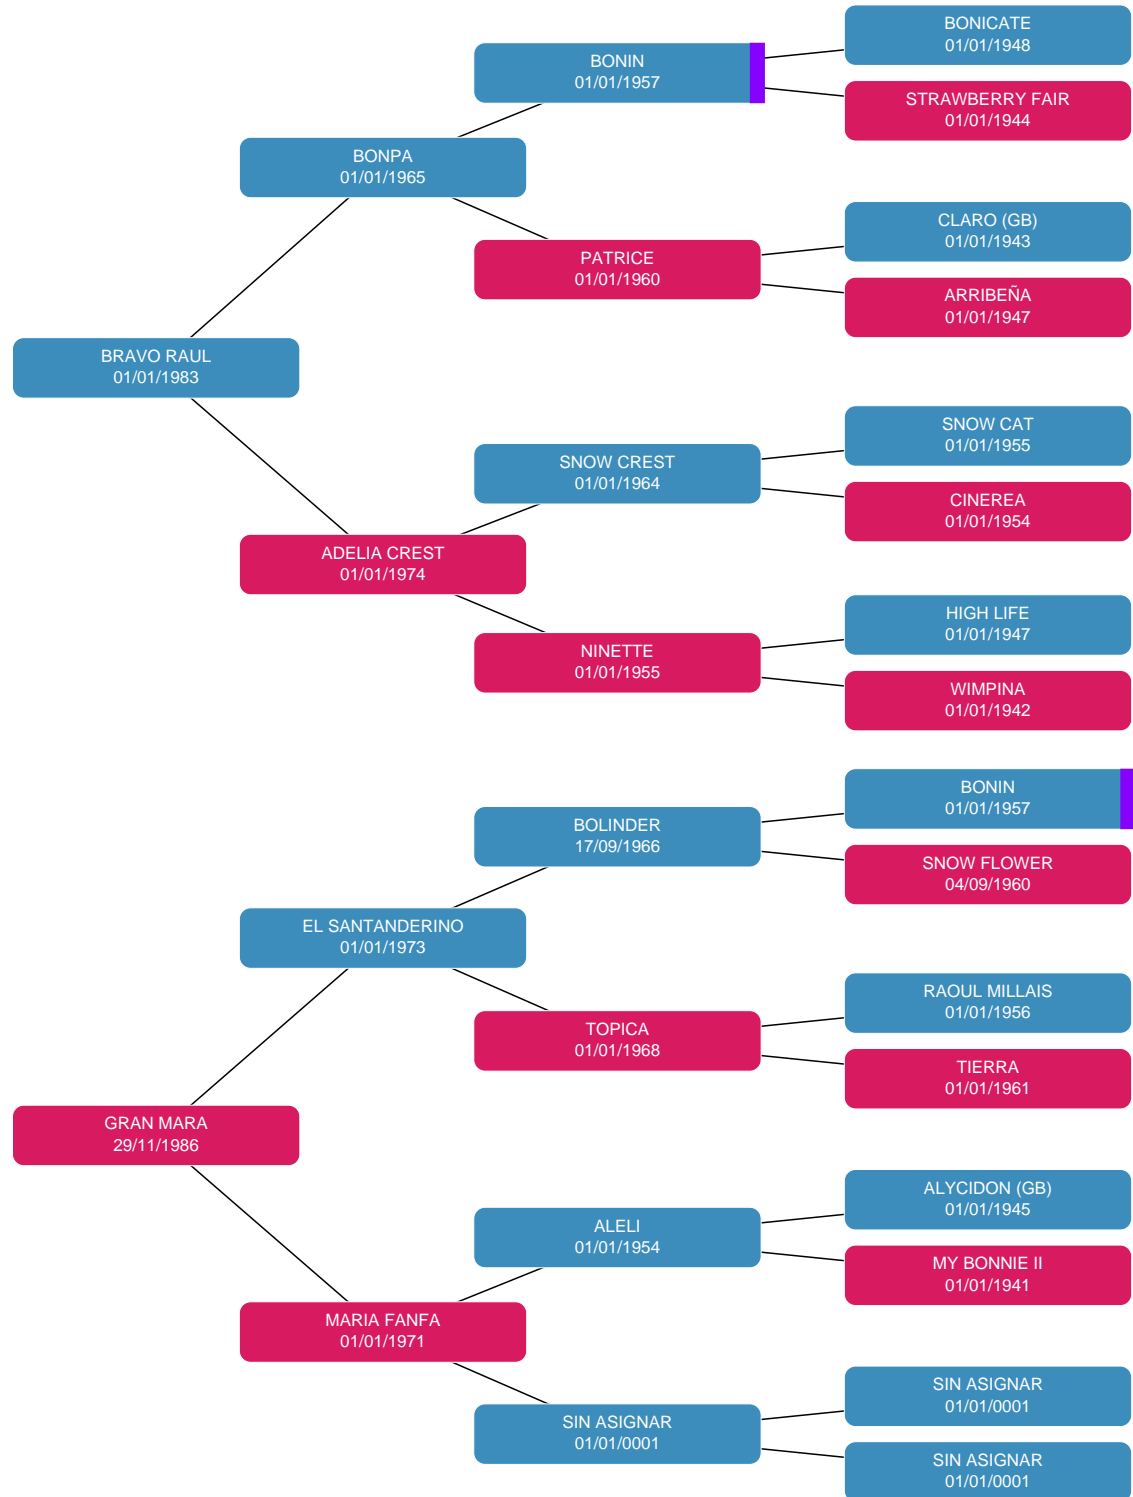 BONICATE
01/01/1948
BONIN
01/01/1957
STRAWBERRY FAIR
01/01/1944
BONPA
01/01/1965
CLARO (GB)
01/01/1943
PATRICE
01/01/1960
ARRIBEÑA
01/01/1947
BRAVO RAUL
01/01/1983
SNOW CAT
01/01/1955
SNOW CREST
01/01/1964
CINEREA
01/01/1954
ADELIA CREST
01/01/1974
HIGH LIFE
01/01/1947
NINETTE
01/01/1955
WIMPINA
01/01/1942
BONIN
01/01/1957
BOLINDER
17/09/1966
SNOW FLOWER
04/09/1960
EL SANTANDERINO
01/01/1973
RAOUL MILLAIS
01/01/1956
TOPICA
01/01/1968
TIERRA
01/01/1961
GRAN MARA
29/11/1986
ALYCIDON (GB)
01/01/1945
ALELI
01/01/1954
MY BONNIE II
01/01/1941
MARIA FANFA
01/01/1971
SIN ASIGNAR
01/01/0001
SIN ASIGNAR
01/01/0001
SIN ASIGNAR
01/01/0001